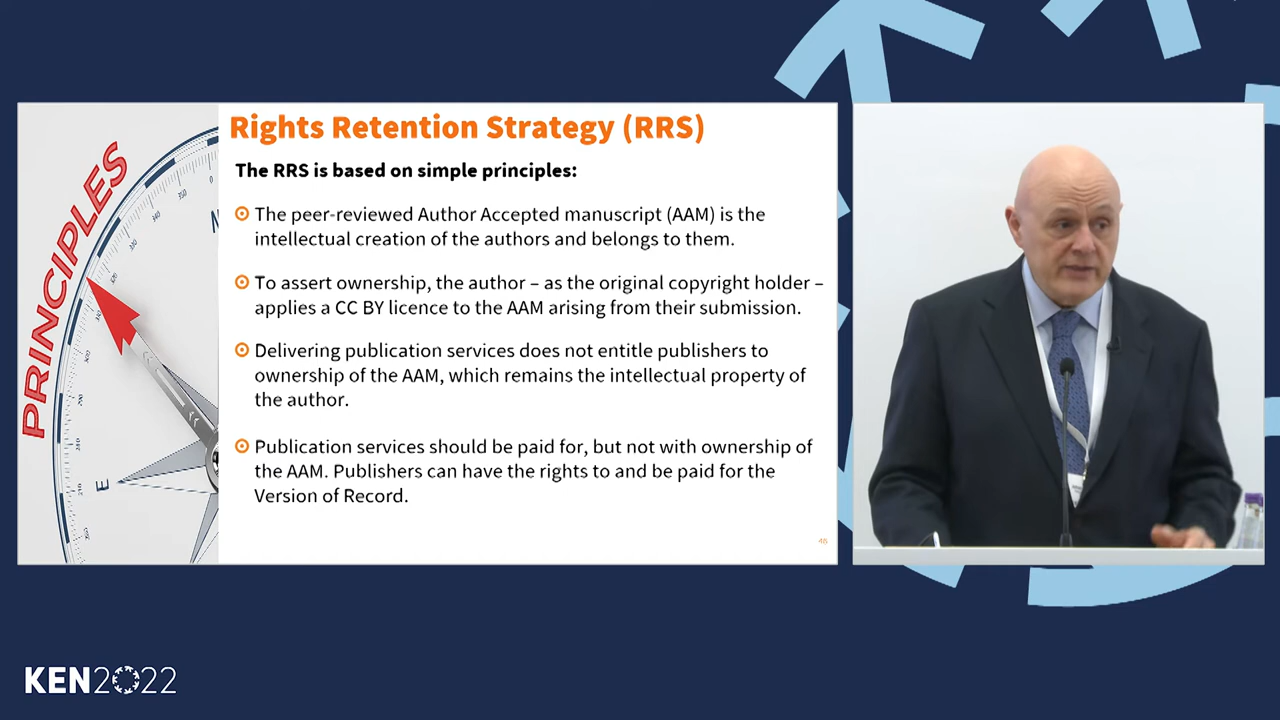 PRINCIPLES
N
E
Rights Retention Strategy (RRS)
The RRS is based on simple principles:
The peer-reviewed Author Accepted manuscript (AAM) is the
intellectual creation of the authors and belongs to them.
To assert ownership, the author – as the original copyright holder –
applies a CC BY licence to the AAM arising from their submission.
Delivering publication services does not entitle publishers to
ownership of the AAM, which remains the intellectual property of
the author.
Publication services should be paid for, but not with ownership of
the AAM. Publishers can have the rights to and be paid for the
Version of Record.
46
KEN2022